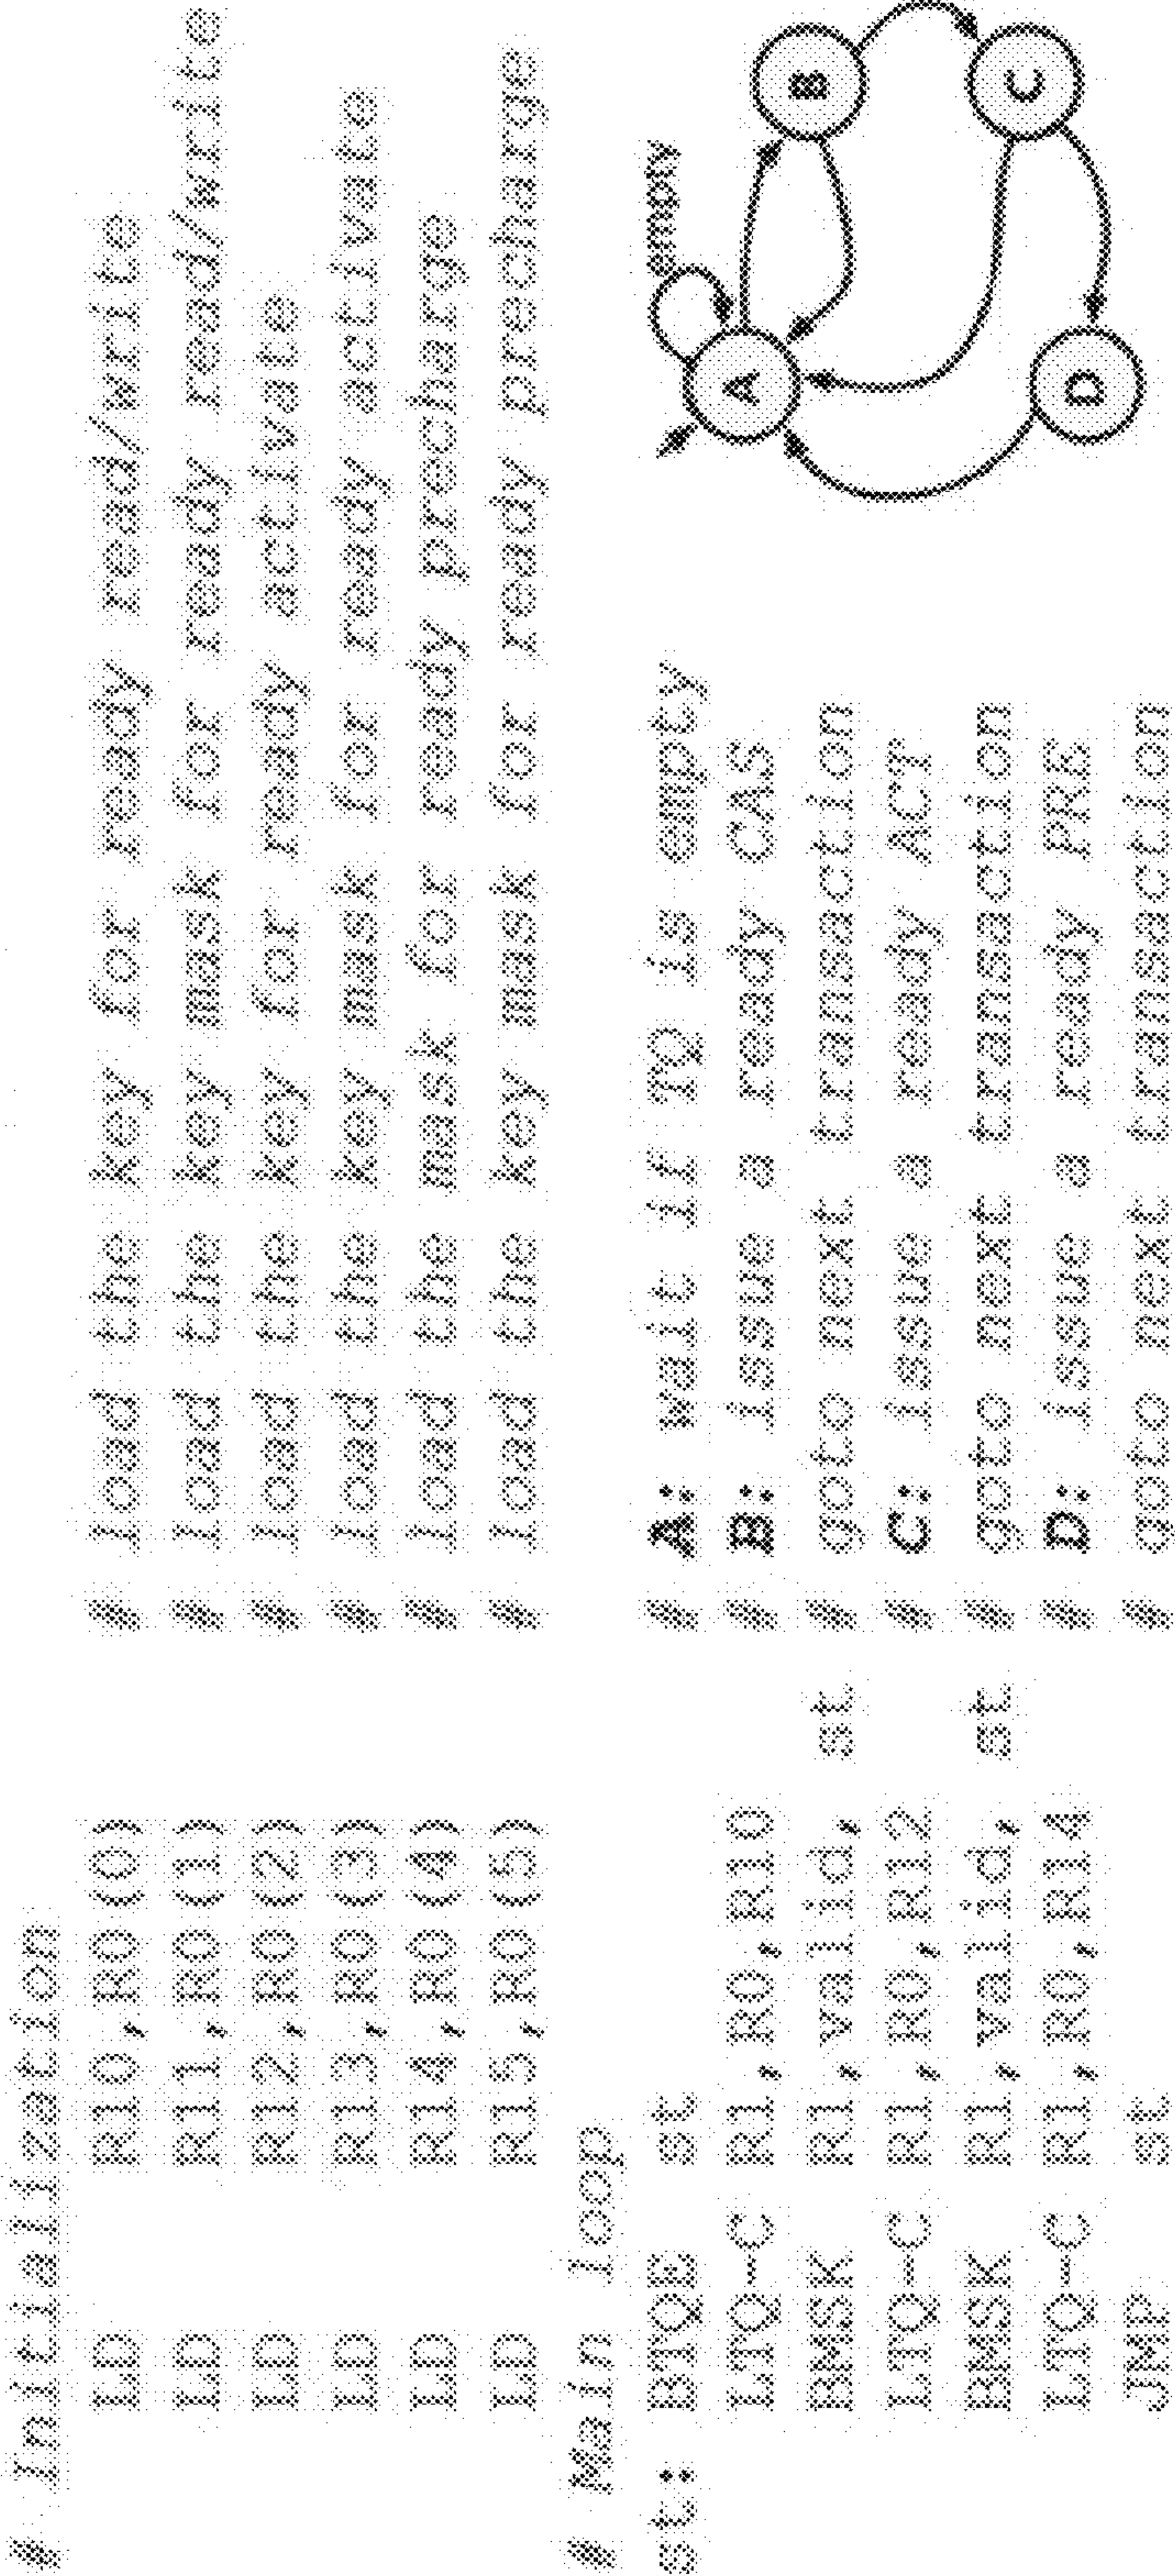 # Initialization
LD R10,R0(0) # load the key for ready read/write
LD R11,R0(1) # load the key mask for ready read/write
LD R12,R0(2) # load the key for ready activate
LD R13,R0(3) # load the key mask for ready activate
LD R14,R0(4) # load the mask for ready precharge
LD R15,R0(5) # load the key mask for ready precharge
# Main loop
st: BTQE st # A: wait if TQ is empty
LTQ-C R1,R0,R10 # B: issue a ready CAS
BMSK R1,valid,st # goto next transaction
LTQ-C R1,R0,R12 # C: issue a ready ACT
BMSK R1,valid,st # goto next transaction
LTQ-C R1,R0,R14 # D: issue a ready PRE
JMP st # goto next transaction
empty
A
B
C
D